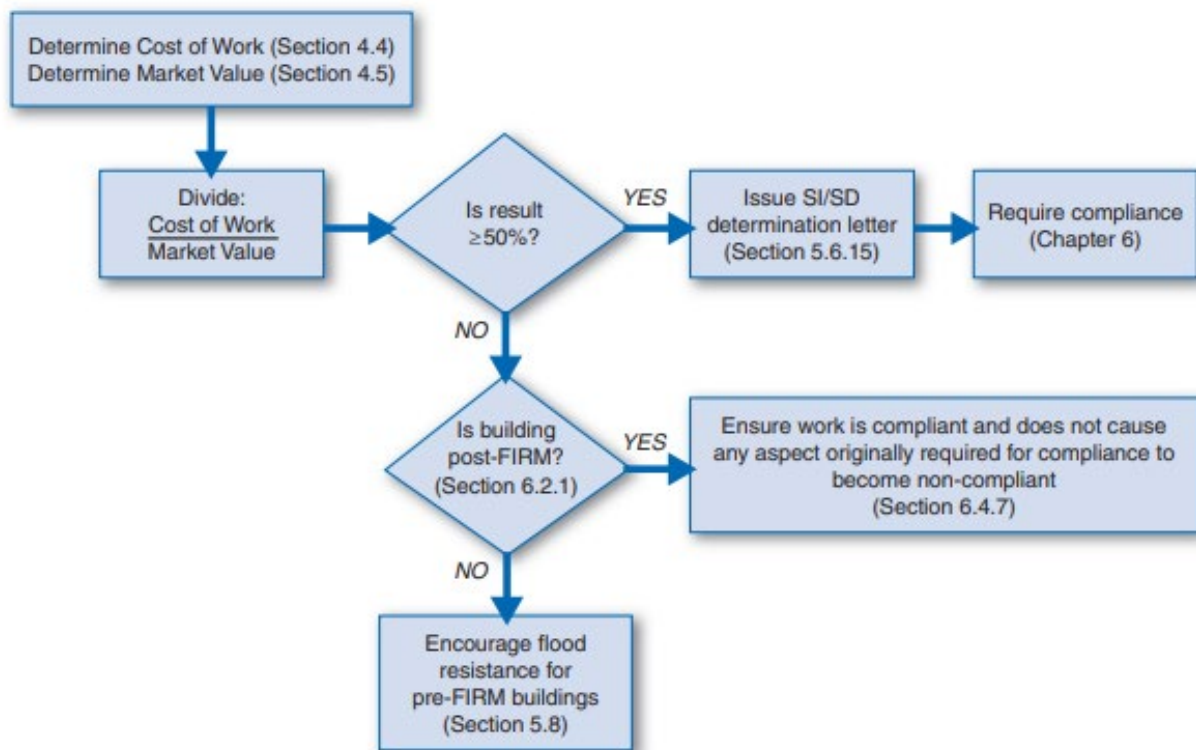 Determine Cost of Work (Section 4.4)
Determine Market Value (Section 4.5)
Divide:
Cost of Work
Market Value
Is result
≥50%?
YES
Issue SI/SD
determination letter
(Section 5.6.15)
Require compliance
(Chapter 6)
NO
Is building
post-FIRM?
(Section 6.2.1)
YES
Ensure work is compliant and does not cause
any aspect originally required for compliance to
become non-compliant
(Section 6.4.7)
NO
Encourage flood
resistance for
pre-FIRM buildings
(Section 5.8)